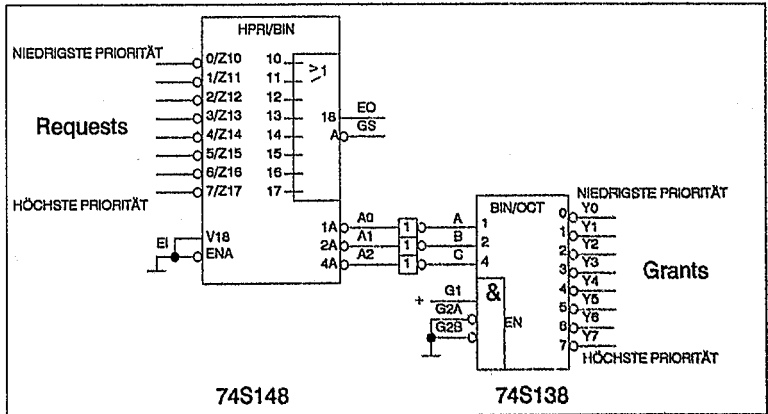 HPRI/BIN
NIEDRIGSTE PRIORITÄT
0/Z10 10
1/Z11 11
2/Z12 12
3/Z13 13
4/Z14 14
5/Z15 15
6/Z16 16
7/Z17 17
≥1
18 EO
A GS
Requests
HÖCHSTE PRIORITÄT
EI
V18
ENA
1A A0 1 A 1
2A A1 1 B 2
4A A2 1 C 4
BIN/OCT
NIEDRIGSTE PRIORITÄT
0 Y0
1 Y1
2 Y2
3 Y3
4 Y4
5 Y5
6 Y6
7 Y7
Grants
HÖCHSTE PRIORITÄT
+ G1
G2A
G2B
&
EN
74S148 74S138